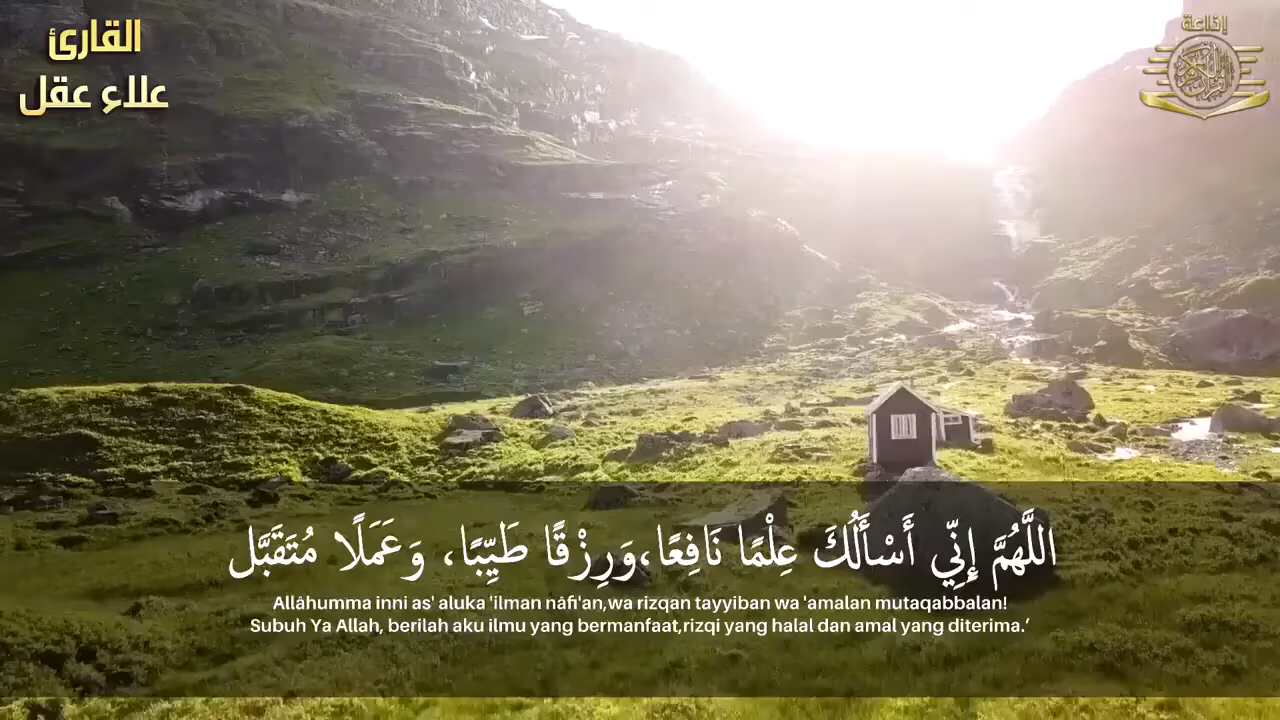 القارئ
علاء عقل
إذاعة
اللَّهُمَّ إِنِّي أَسْأَلُكَ عِلْمًا نَافِعًا،وَرِزْقًا طَيِّبًا، وَعَمَلًا مُتَقَبَّل
Allâhumma inni as' aluka 'ilman nâfi'an,wa rizqan tayyiban wa 'amalan mutaqabbalan!
Subuh Ya Allah, berilah aku ilmu yang bermanfaat,rizqi yang halal dan amal yang diterima.’